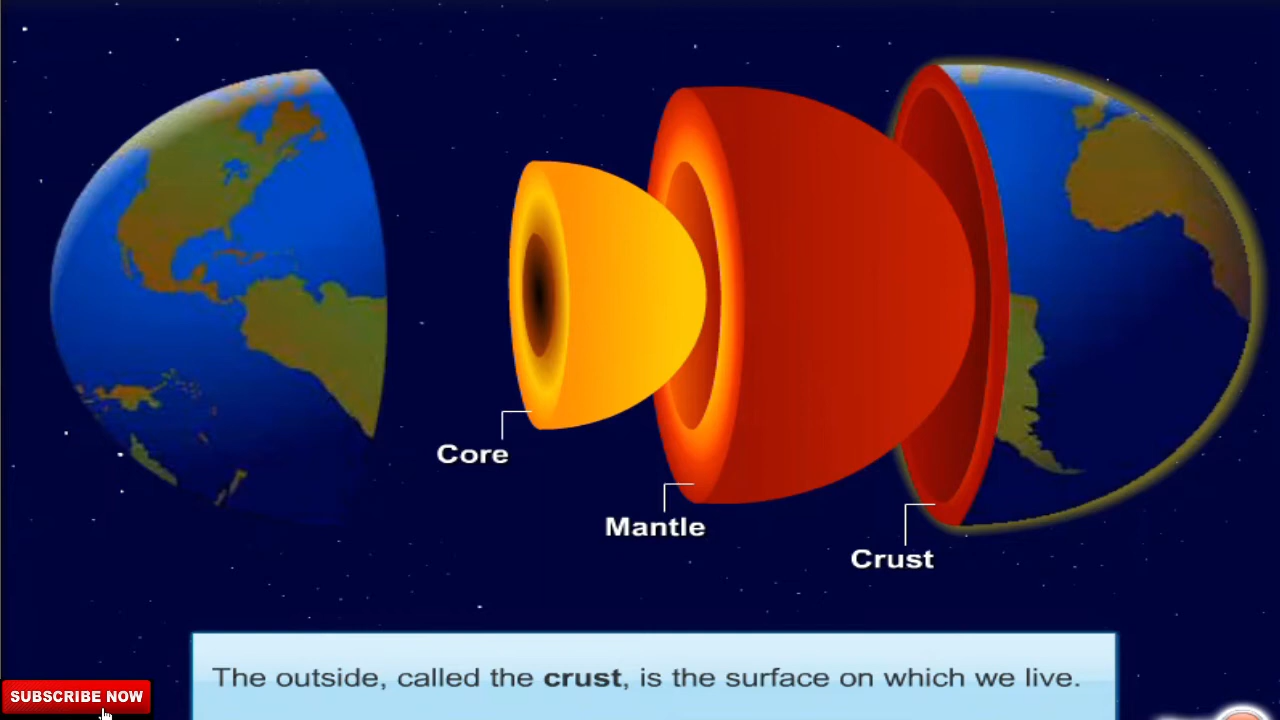 Core
Mantle
Crust
The outside, called the crust, is the surface on which we live.
SUBSCRIBE NOW